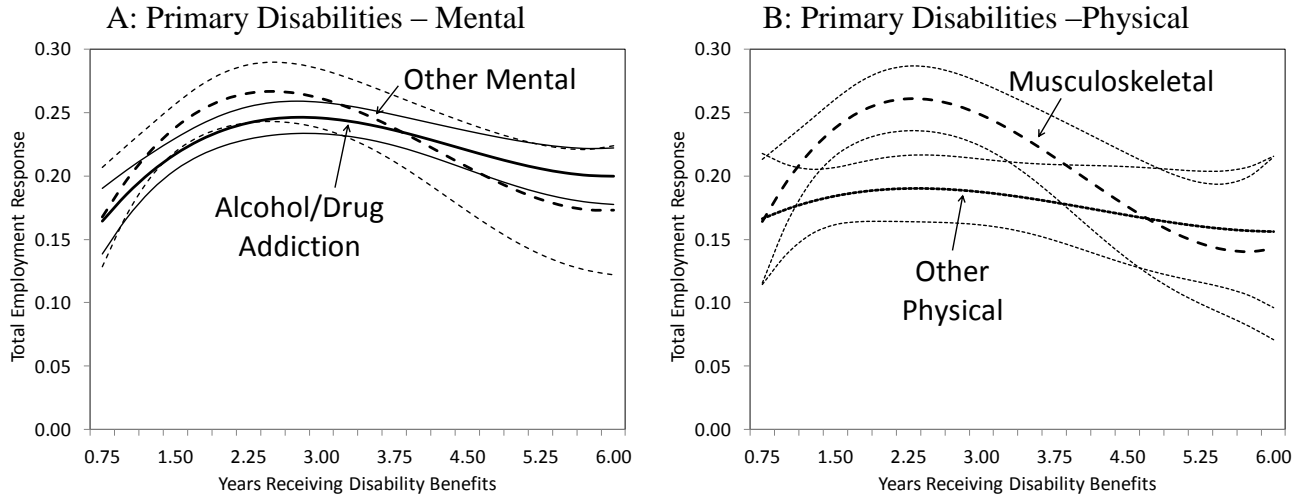 A: Primary Disabilities – Mental
0.30
0.25
0.20
0.15
0.10
0.05
0.00
Total Employment Response
Other Mental
Alcohol/Drug
Addiction
0.75 1.50 2.25 3.00 3.75 4.50 5.25 6.00
Years Receiving Disability Benefits
B: Primary Disabilities –Physical
0.30
0.25
0.20
0.15
0.10
0.05
0.00
Total Employment Response
Musculoskeletal
Other
Physical
0.75 1.50 2.25 3.00 3.75 4.50 5.25 6.00
Years Receiving Disability Benefits